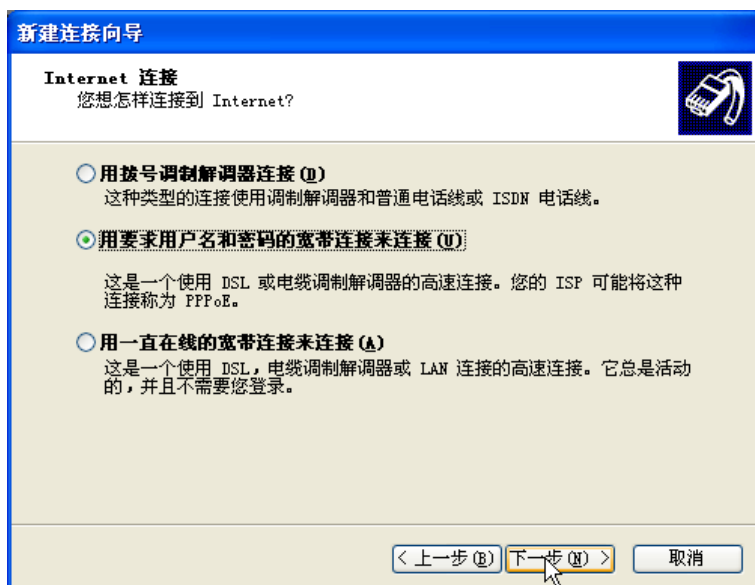 新建连接向导
Internet 连接
您想怎样连接到 Internet?
用拨号调制解调器连接(D)
这种类型的连接使用调制解调器和普通电话线或 ISDN 电话线。
用要求用户名和密码的宽带连接来连接(U)
这是一个使用 DSL 或电缆调制解调器的高速连接。您的 ISP 可能将这种
连接称为 PPPoE。
用一直在线的宽带连接来连接(A)
这是一个使用 DSL，电缆调制解调器或 LAN 连接的高速连接。它总是活动
的，并且不需要您登录。
< 上一步(B) 下一步(N) > 取消